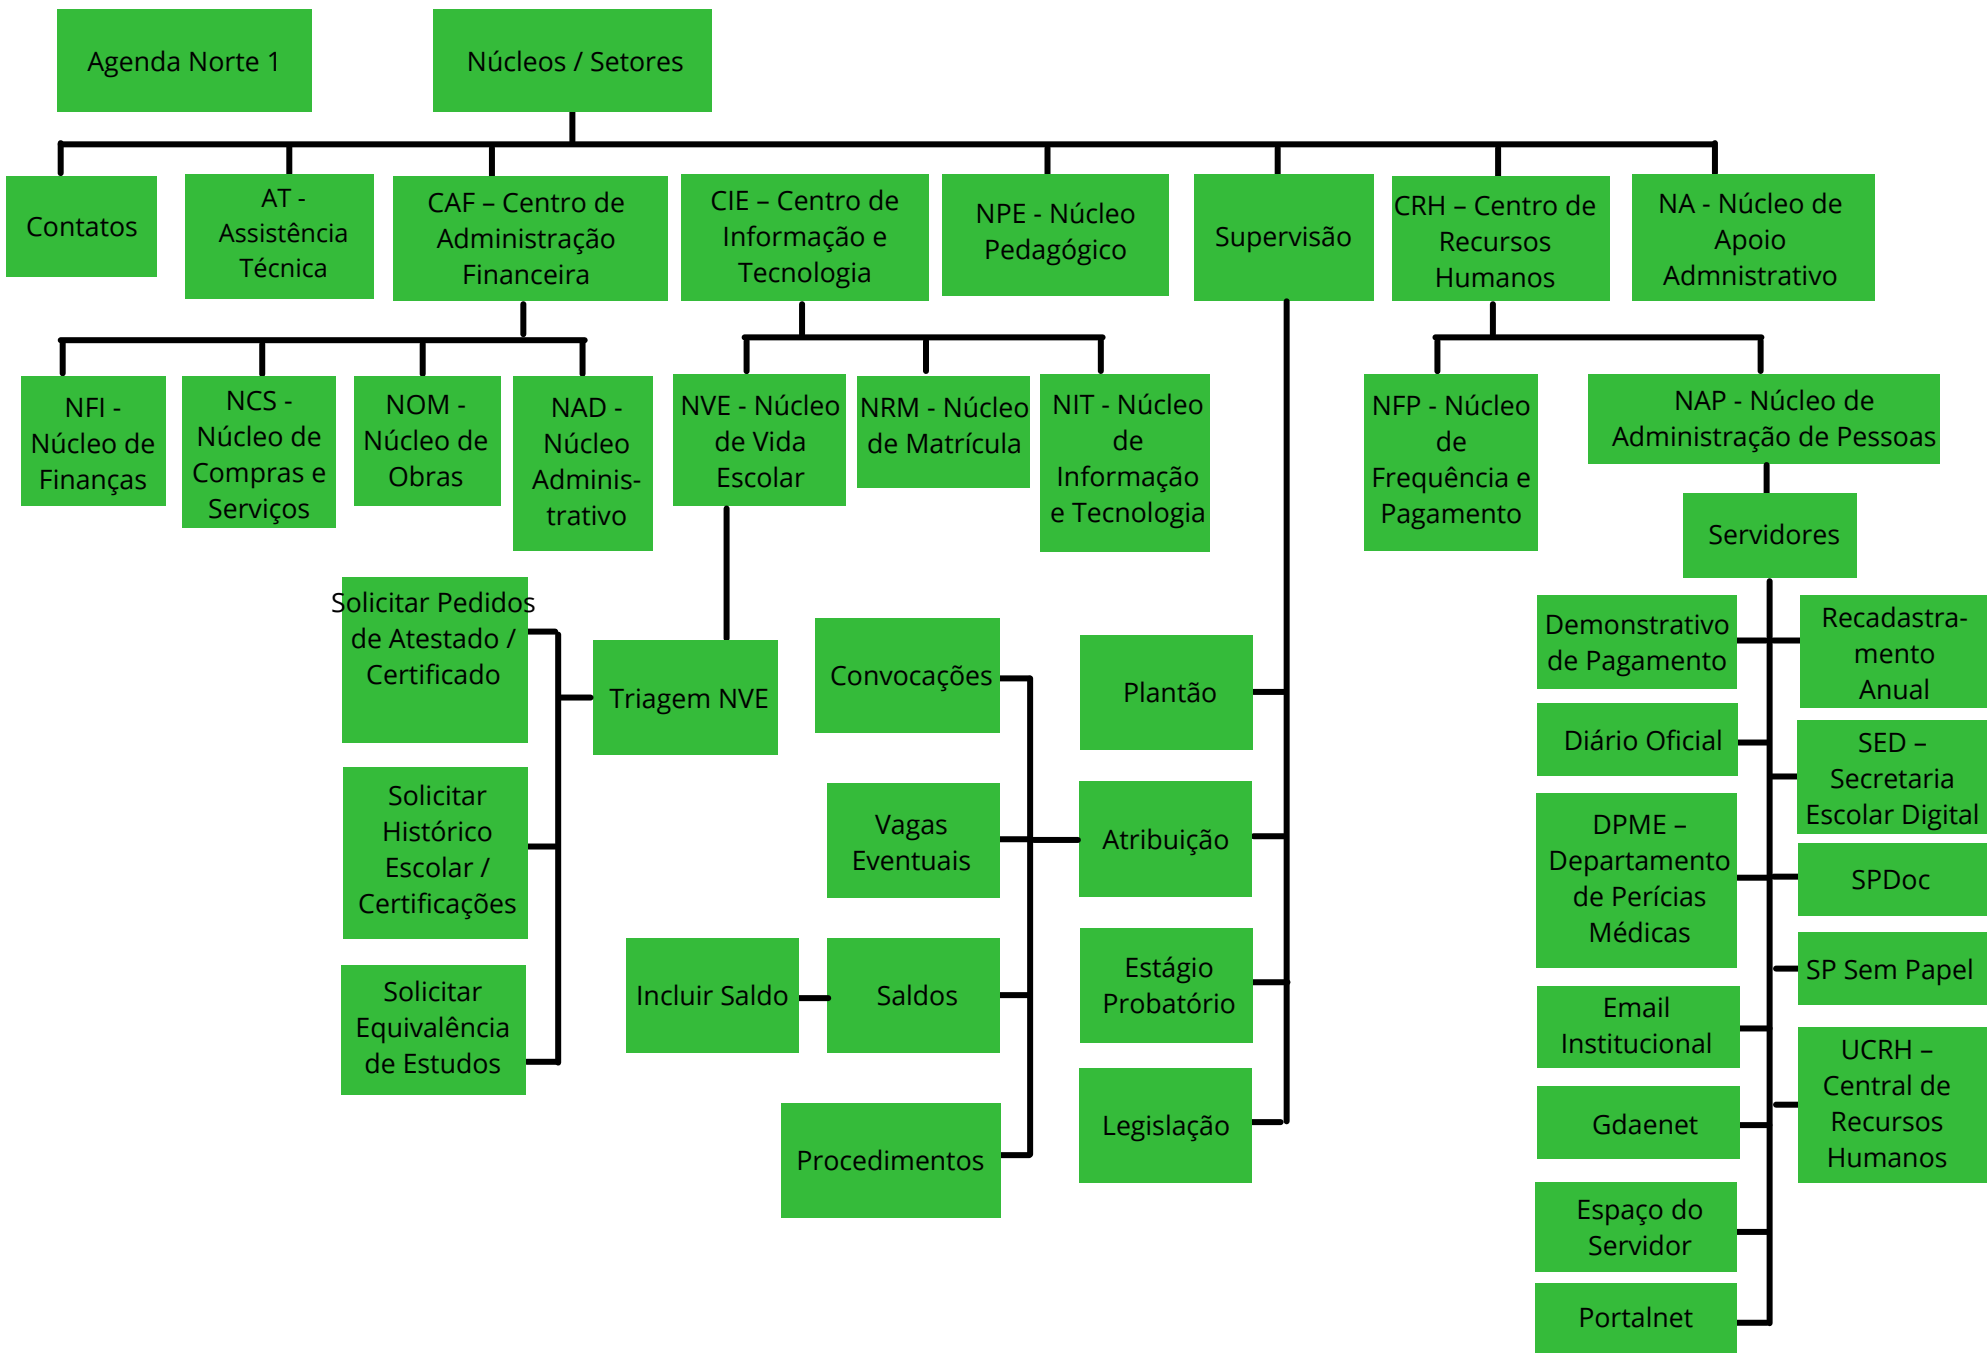 Agenda Norte 1
Núcleos / Setores
Contatos
AT -
Assistência
Técnica
CAF – Centro de
Administração
Financeira
CIE – Centro de
Informação e
Tecnologia
NPE - Núcleo
Pedagógico
Supervisão
CRH – Centro de
Recursos
Humanos
NA - Núcleo de
Apoio
Admnistrativo
NFI -
Núcleo de
Finanças
NCS -
Núcleo de
Compras e
Serviços
NOM -
Núcleo de
Obras
NAD -
Núcleo
Adminis-
trativo
NVE - Núcleo
de Vida
Escolar
NRM - Núcleo
de Matrícula
NIT - Núcleo
de
Informação
e Tecnologia
NFP - Núcleo
de
Frequência e
Pagamento
NAP - Núcleo de
Administração de Pessoas
Servidores
Solicitar Pedidos
de Atestado /
Certificado
Triagem NVE
Solicitar
Histórico
Escolar /
Certificações
Solicitar
Equivalência
de Estudos
Convocações
Vagas
Eventuais
Incluir Saldo
Saldos
Procedimentos
Plantão
Atribuição
Estágio
Probatório
Legislação
Demonstrativo
de Pagamento
Diário Oficial
DPME –
Departamento
de Perícias
Médicas
Email
Institucional
Gdaenet
Espaço do
Servidor
Portalnet
Recadastra-
mento
Anual
SED –
Secretaria
Escolar Digital
SPDoc
SP Sem Papel
UCRH –
Central de
Recursos
Humanos